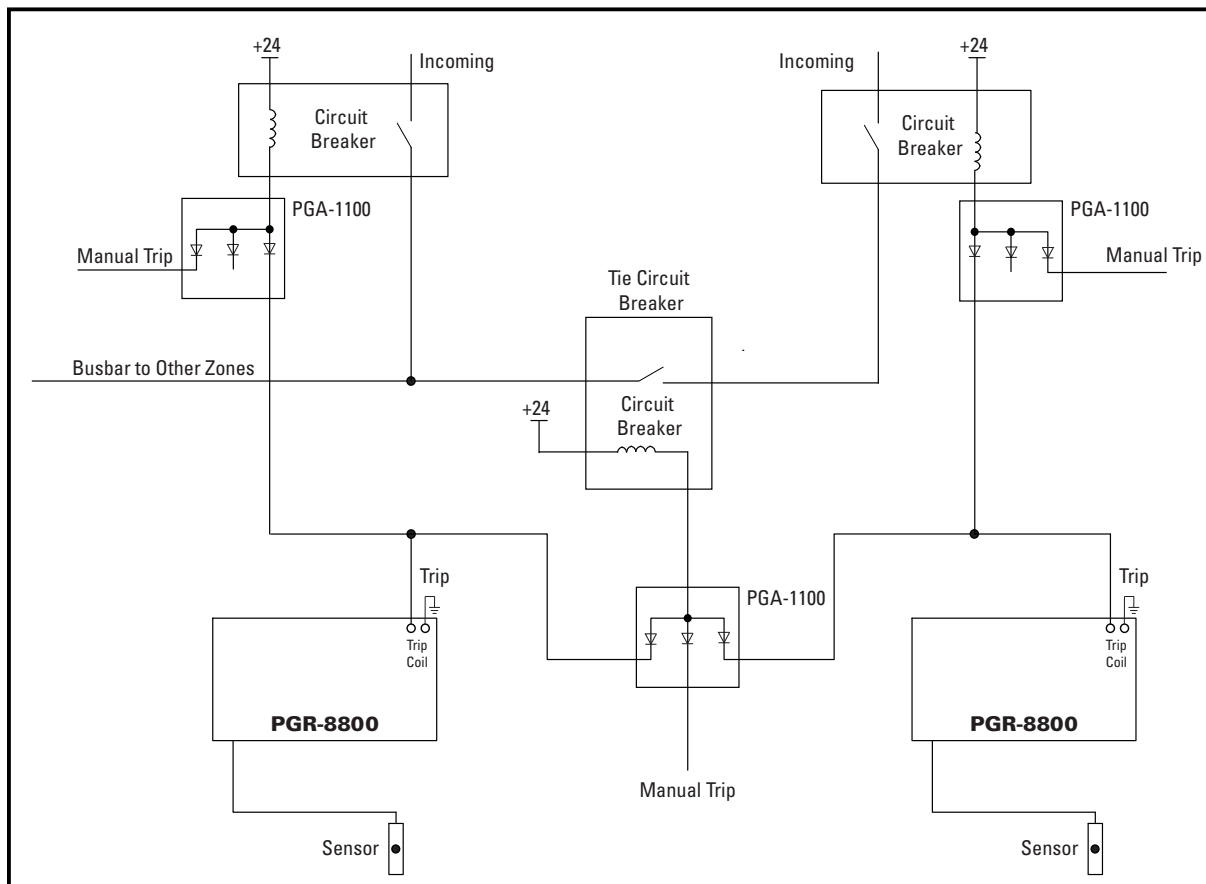 +24
Incoming
Incoming
+24
Circuit
Breaker
Circuit
Breaker
PGA-1100
PGA-1100
Manual Trip
Manual Trip
Tie Circuit
Breaker
Busbar to Other Zones
+24
Circuit
Breaker
Trip
Trip
PGA-1100
Trip
Coil
Trip
Coil
PGR-8800
PGR-8800
Manual Trip
Sensor
Sensor